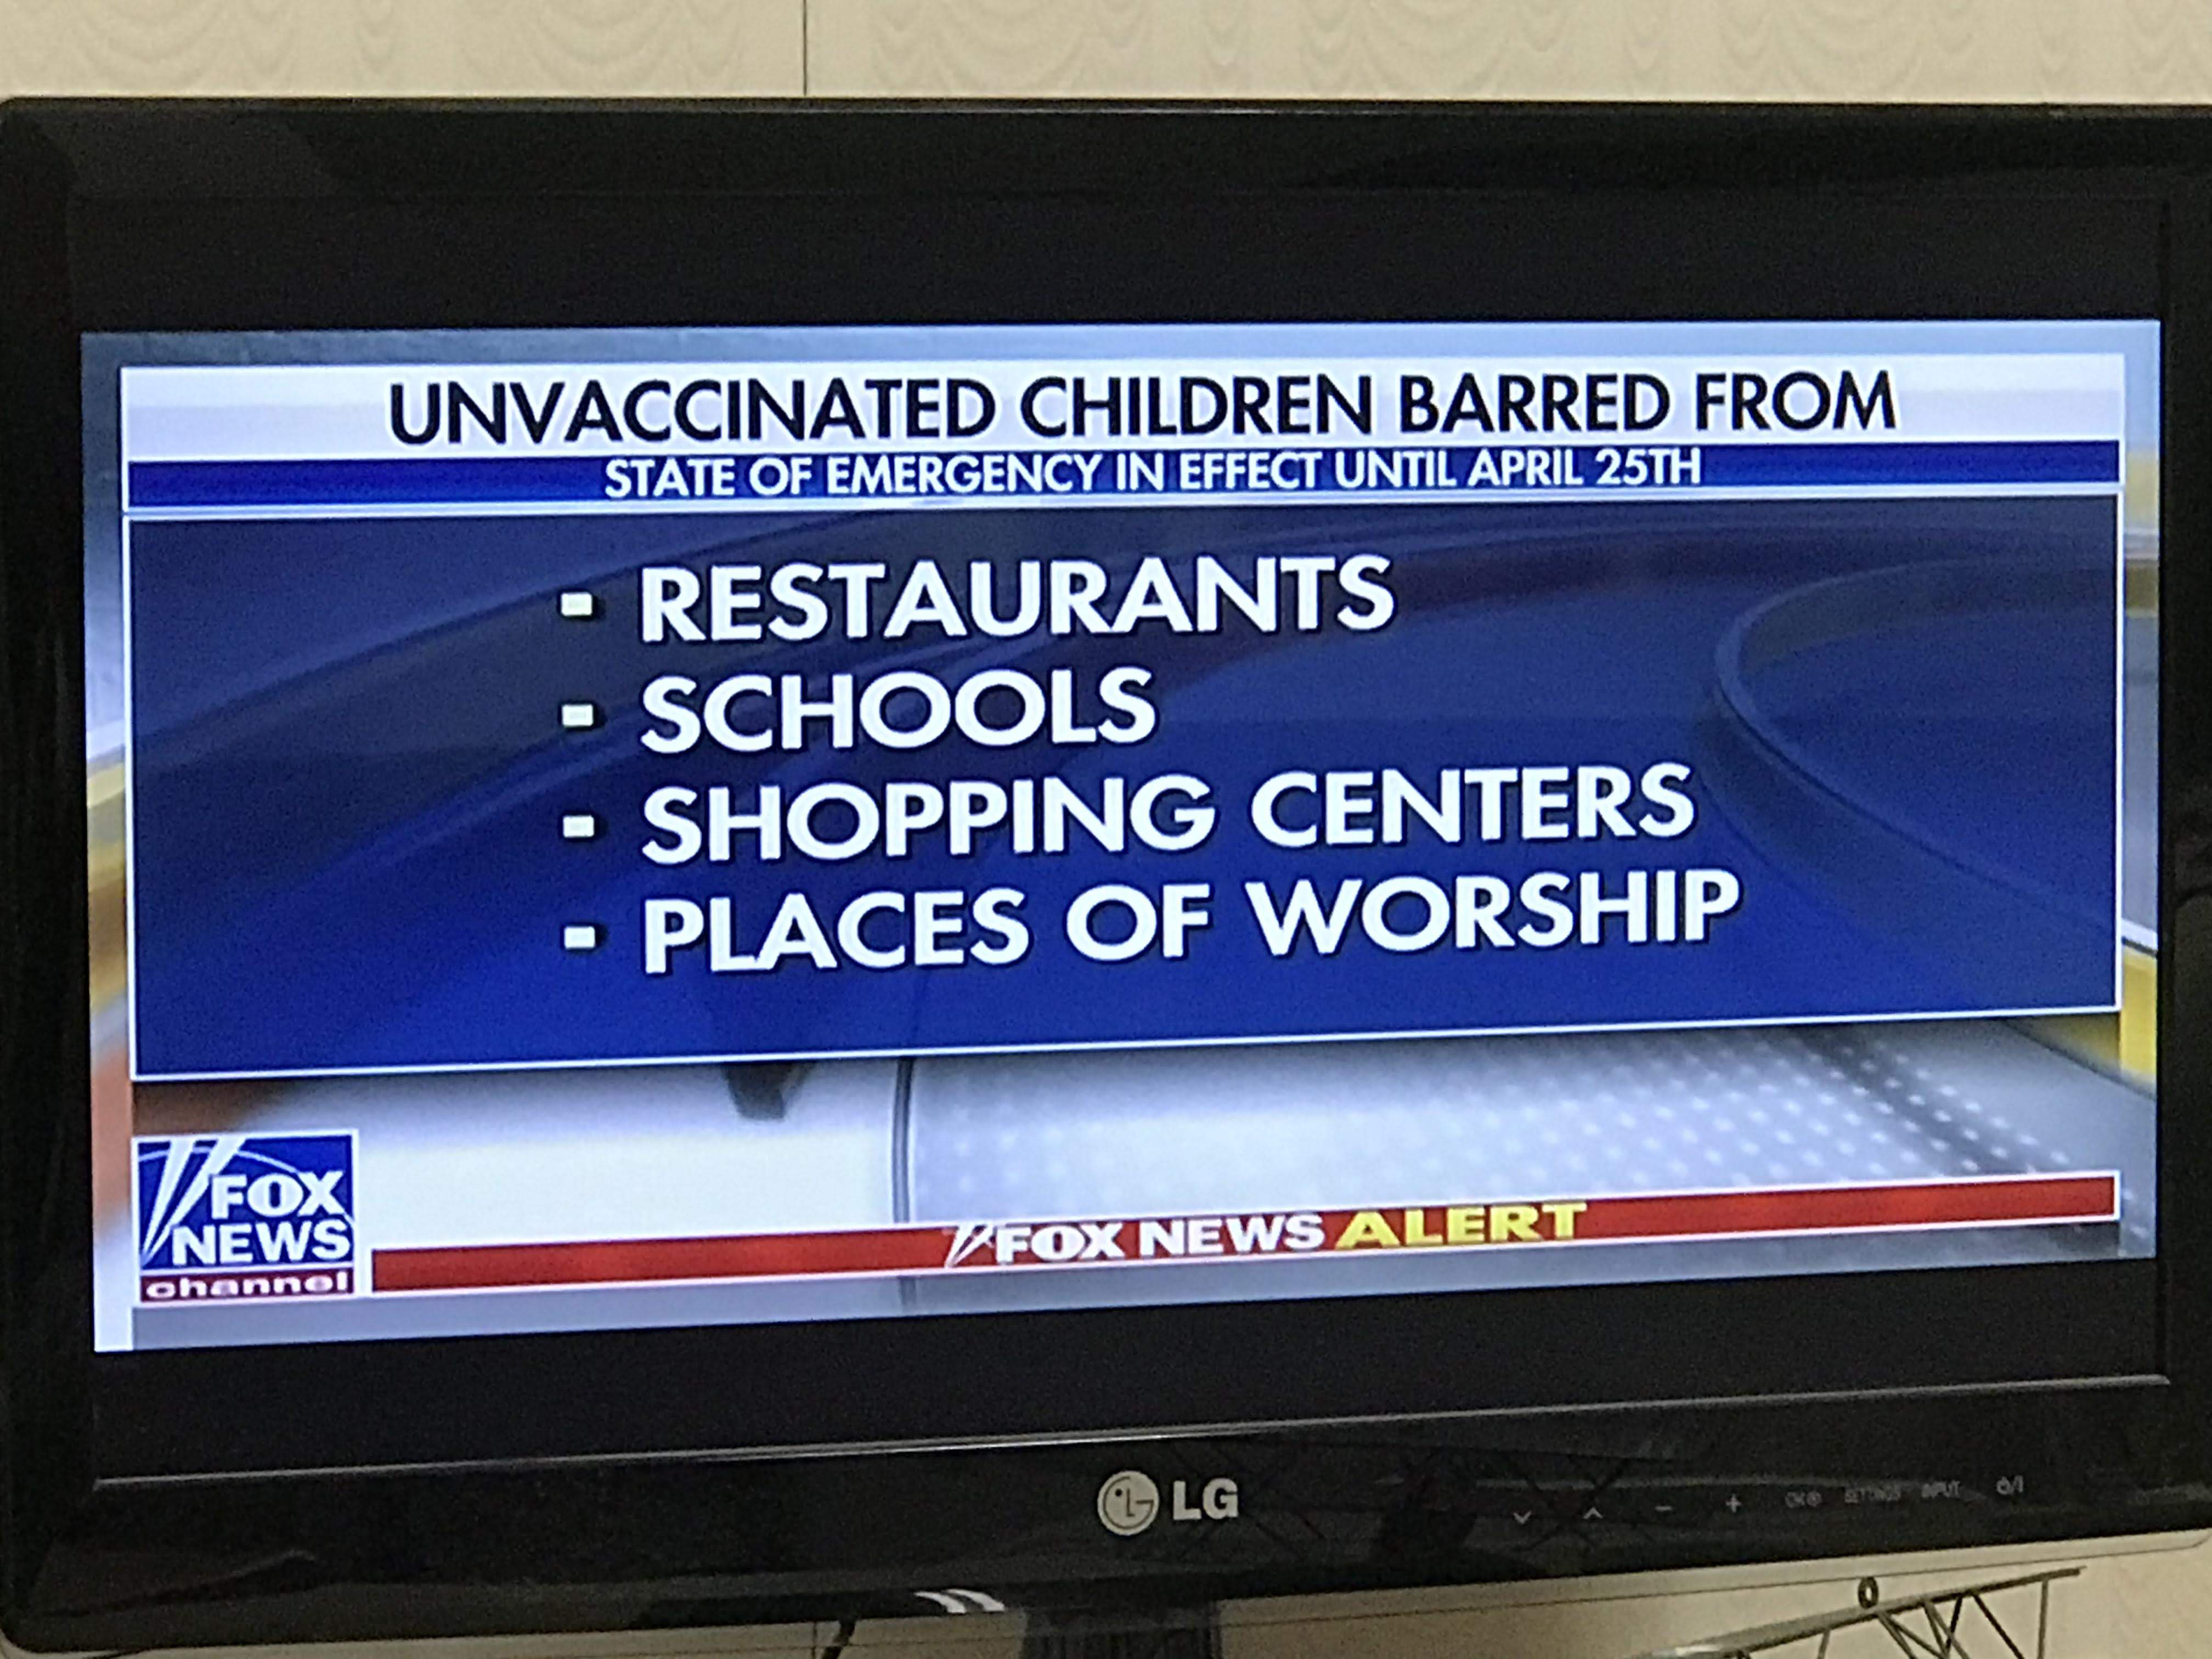 UNVACCINATED CHILDREN BARRED FROM
STATE OF EMERGENCY IN EFFECT UNTIL APRIL 25TH
- RESTAURANTS
- SCHOOLS
- SHOPPING CENTERS
- PLACES OF WORSHIP
FOX
NEWS
channel
FOX NEWS ALERT
LG
SETTINGS INPUT